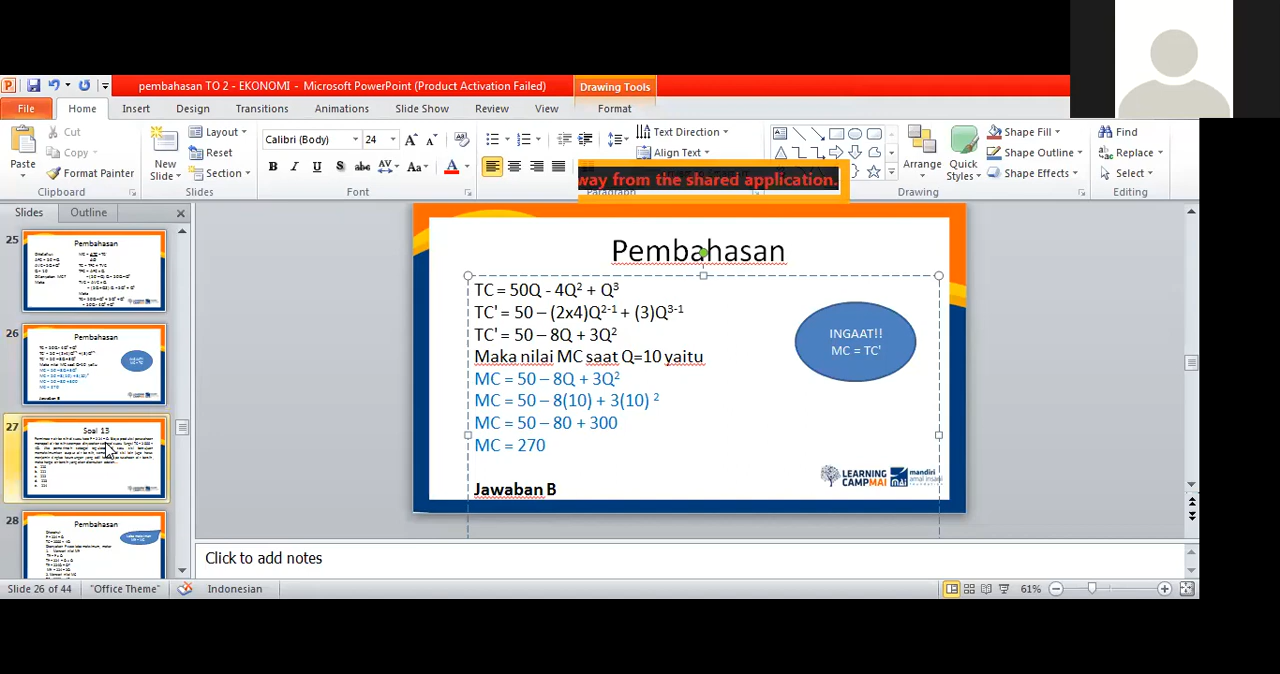 pembahasan TO 2 - EKONOMI - Microsoft PowerPoint (Product Activation Failed)
Drawing Tools
File Home Insert Design Transitions Animations Slide Show Review View Format
Paste
Cut
Copy
Format Painter
Clipboard
New Slide
Layout
Reset
Section
Slides
Calibri (Body) 24
Font
Text Direction
Align Text
way from the shared application.
Paragraph
Arrange
Quick Styles
Shape Fill
Shape Outline
Shape Effects
Drawing
Find
Replace
Select
Editing
Slides Outline
25
Pembahasan
26
Pembahasan
27
Soal 13
28
Pembahasan
Pembahasan
TC = 50Q - 4Q² + Q³
TC' = 50 – (2x4)Q²⁻¹ + (3)Q³⁻¹
TC' = 50 – 8Q + 3Q²
Maka nilai MC saat Q=10 yaitu
MC = 50 – 8Q + 3Q²
MC = 50 – 8(10) + 3(10) ²
MC = 50 – 80 + 300
MC = 270
Jawaban B
INGAAT!!
MC = TC'
LEARNING
CAMPMAI
mandiri
amal insani
foundation
Click to add notes
Slide 26 of 44 "Office Theme" Indonesian 61%